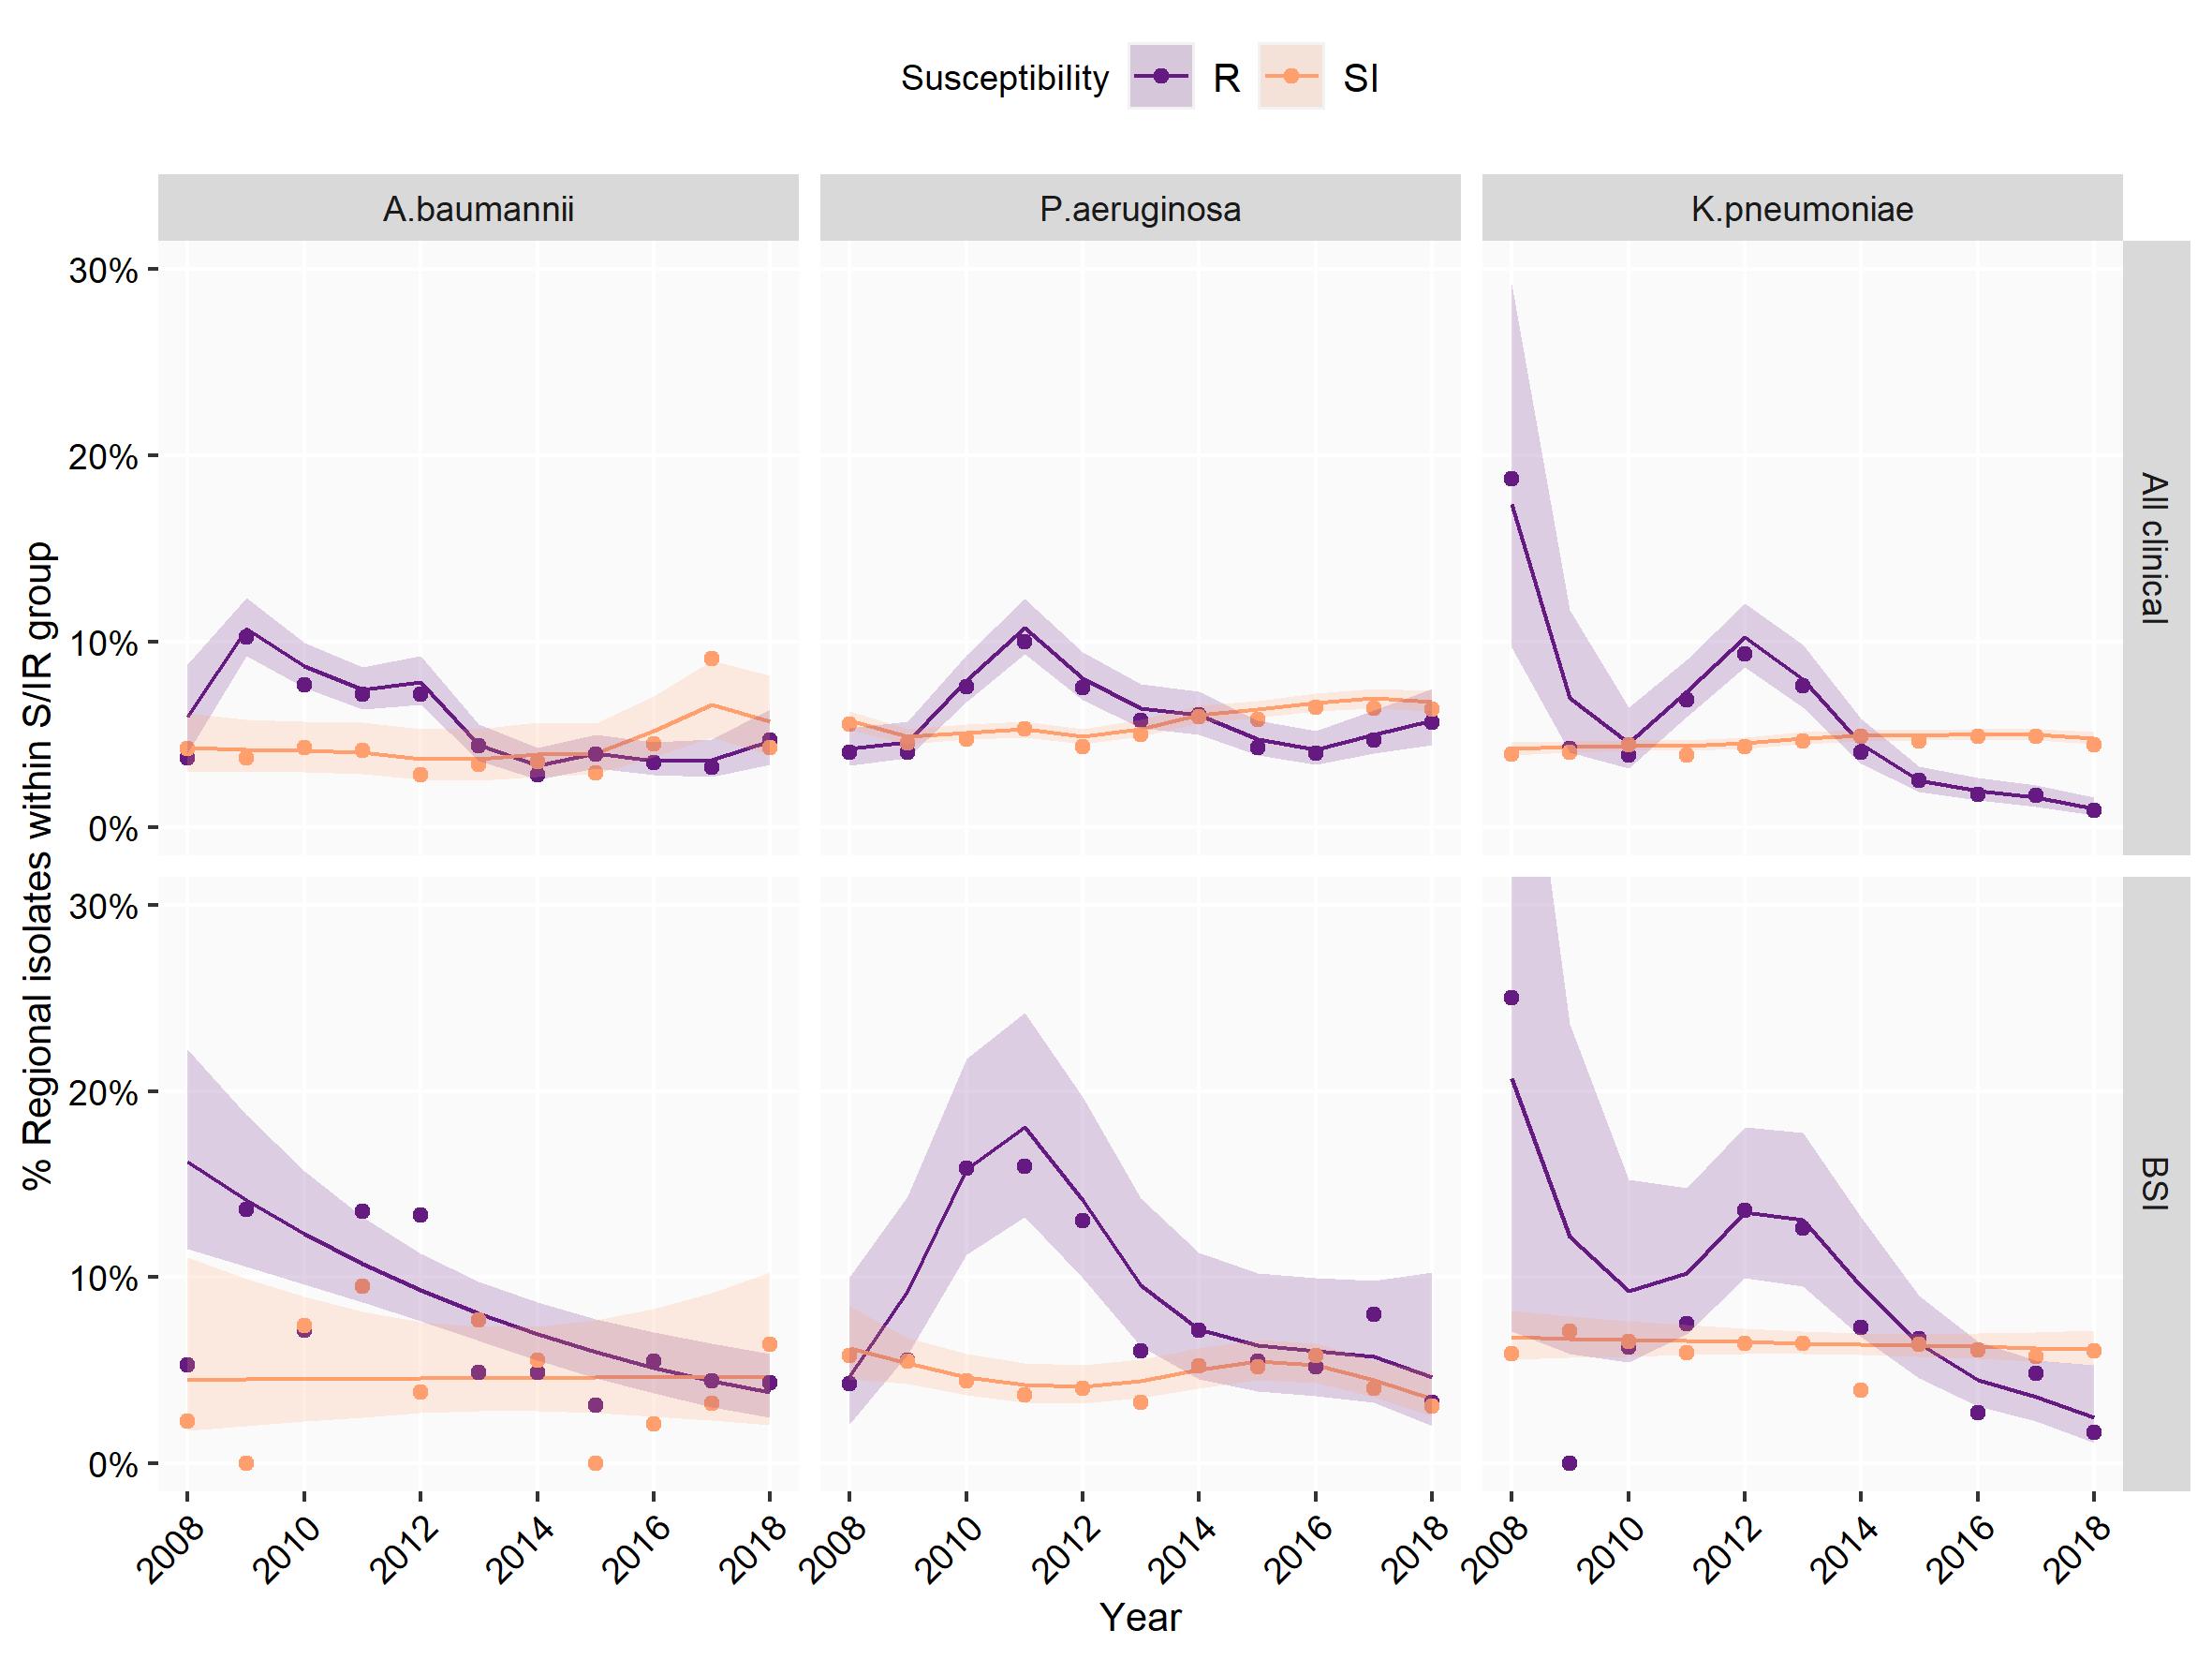 Susceptibility R SI
A.baumannii P.aeruginosa K.pneumoniae
% Regional isolates within S/IR group
30%
20%
10%
0%
All clinical
30%
20%
10%
0%
BSI
2008 2010 2012 2014 2016 2018 2008 2010 2012 2014 2016 2018 2008 2010 2012 2014 2016 2018
Year